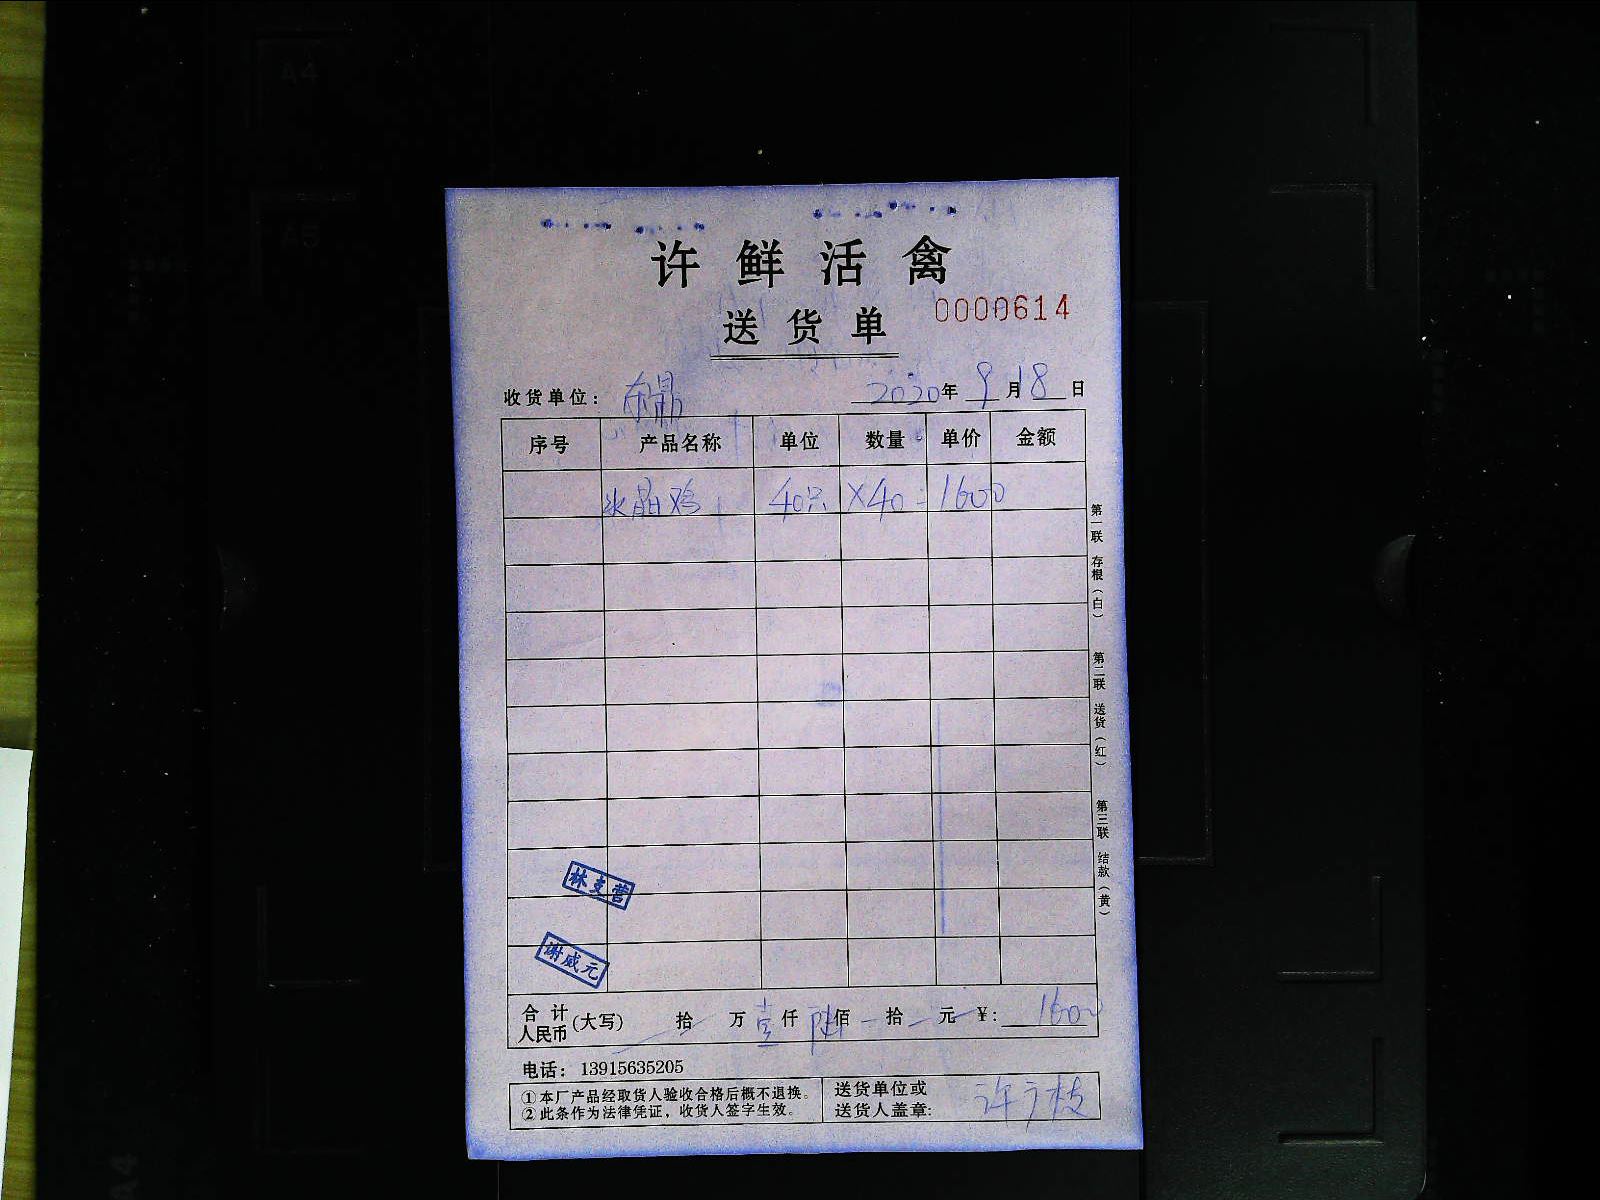 许鲜活禽
0000614
送货单
收货单位: 东鼎 2020年 9月18日
序号 产品名称 单位 数量 单价 金额
水晶鸡 40只 ×40 = 1600
第一联 存根(白)
第二联 送货(红)
第三联 结款(黄)
林支营
谢威元
合计人民币(大写) 拾 万 壹仟 陆佰 拾 元 ¥: 1600
电话: 13915635205
①本厂产品经取货人验收合格后概不退换。
②此条作为法律凭证，收货人签字生效。
送货单位或
送货人盖章: 许广枝
A4
A5
A4